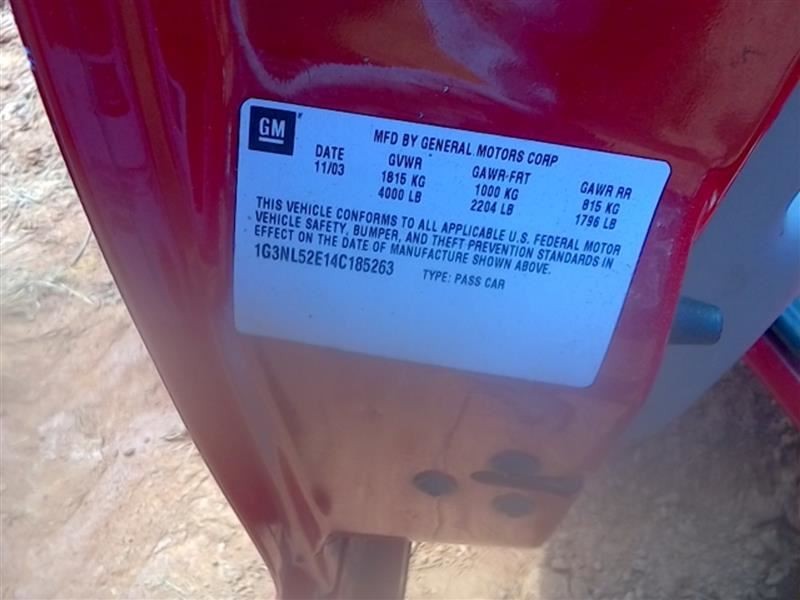 GM
MFD BY GENERAL MOTORS CORP
DATE GVWR GAWR-FRT GAWR RR
11/03 1815 KG 1000 KG 815 KG
4000 LB 2204 LB 1796 LB
THIS VEHICLE CONFORMS TO ALL APPLICABLE U.S. FEDERAL MOTOR
VEHICLE SAFETY, BUMPER, AND THEFT PREVENTION STANDARDS IN
EFFECT ON THE DATE OF MANUFACTURE SHOWN ABOVE.
1G3NL52E14C185263 TYPE: PASS CAR